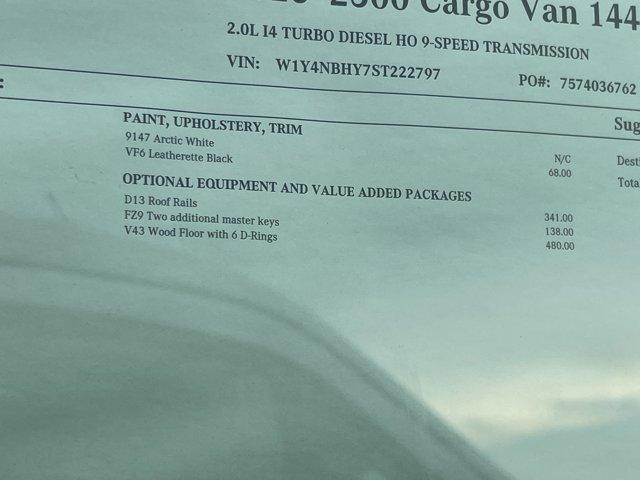 2500 Cargo Van 144
2.0L I4 TURBO DIESEL HO 9-SPEED TRANSMISSION
VIN: W1Y4NBHY7ST222797 PO#: 7574036762
PAINT, UPHOLSTERY, TRIM Sug
9147 Arctic White N/C Desti
VF6 Leatherette Black 68.00 Tota
OPTIONAL EQUIPMENT AND VALUE ADDED PACKAGES
D13 Roof Rails 341.00
FZ9 Two additional master keys 138.00
V43 Wood Floor with 6 D-Rings 480.00